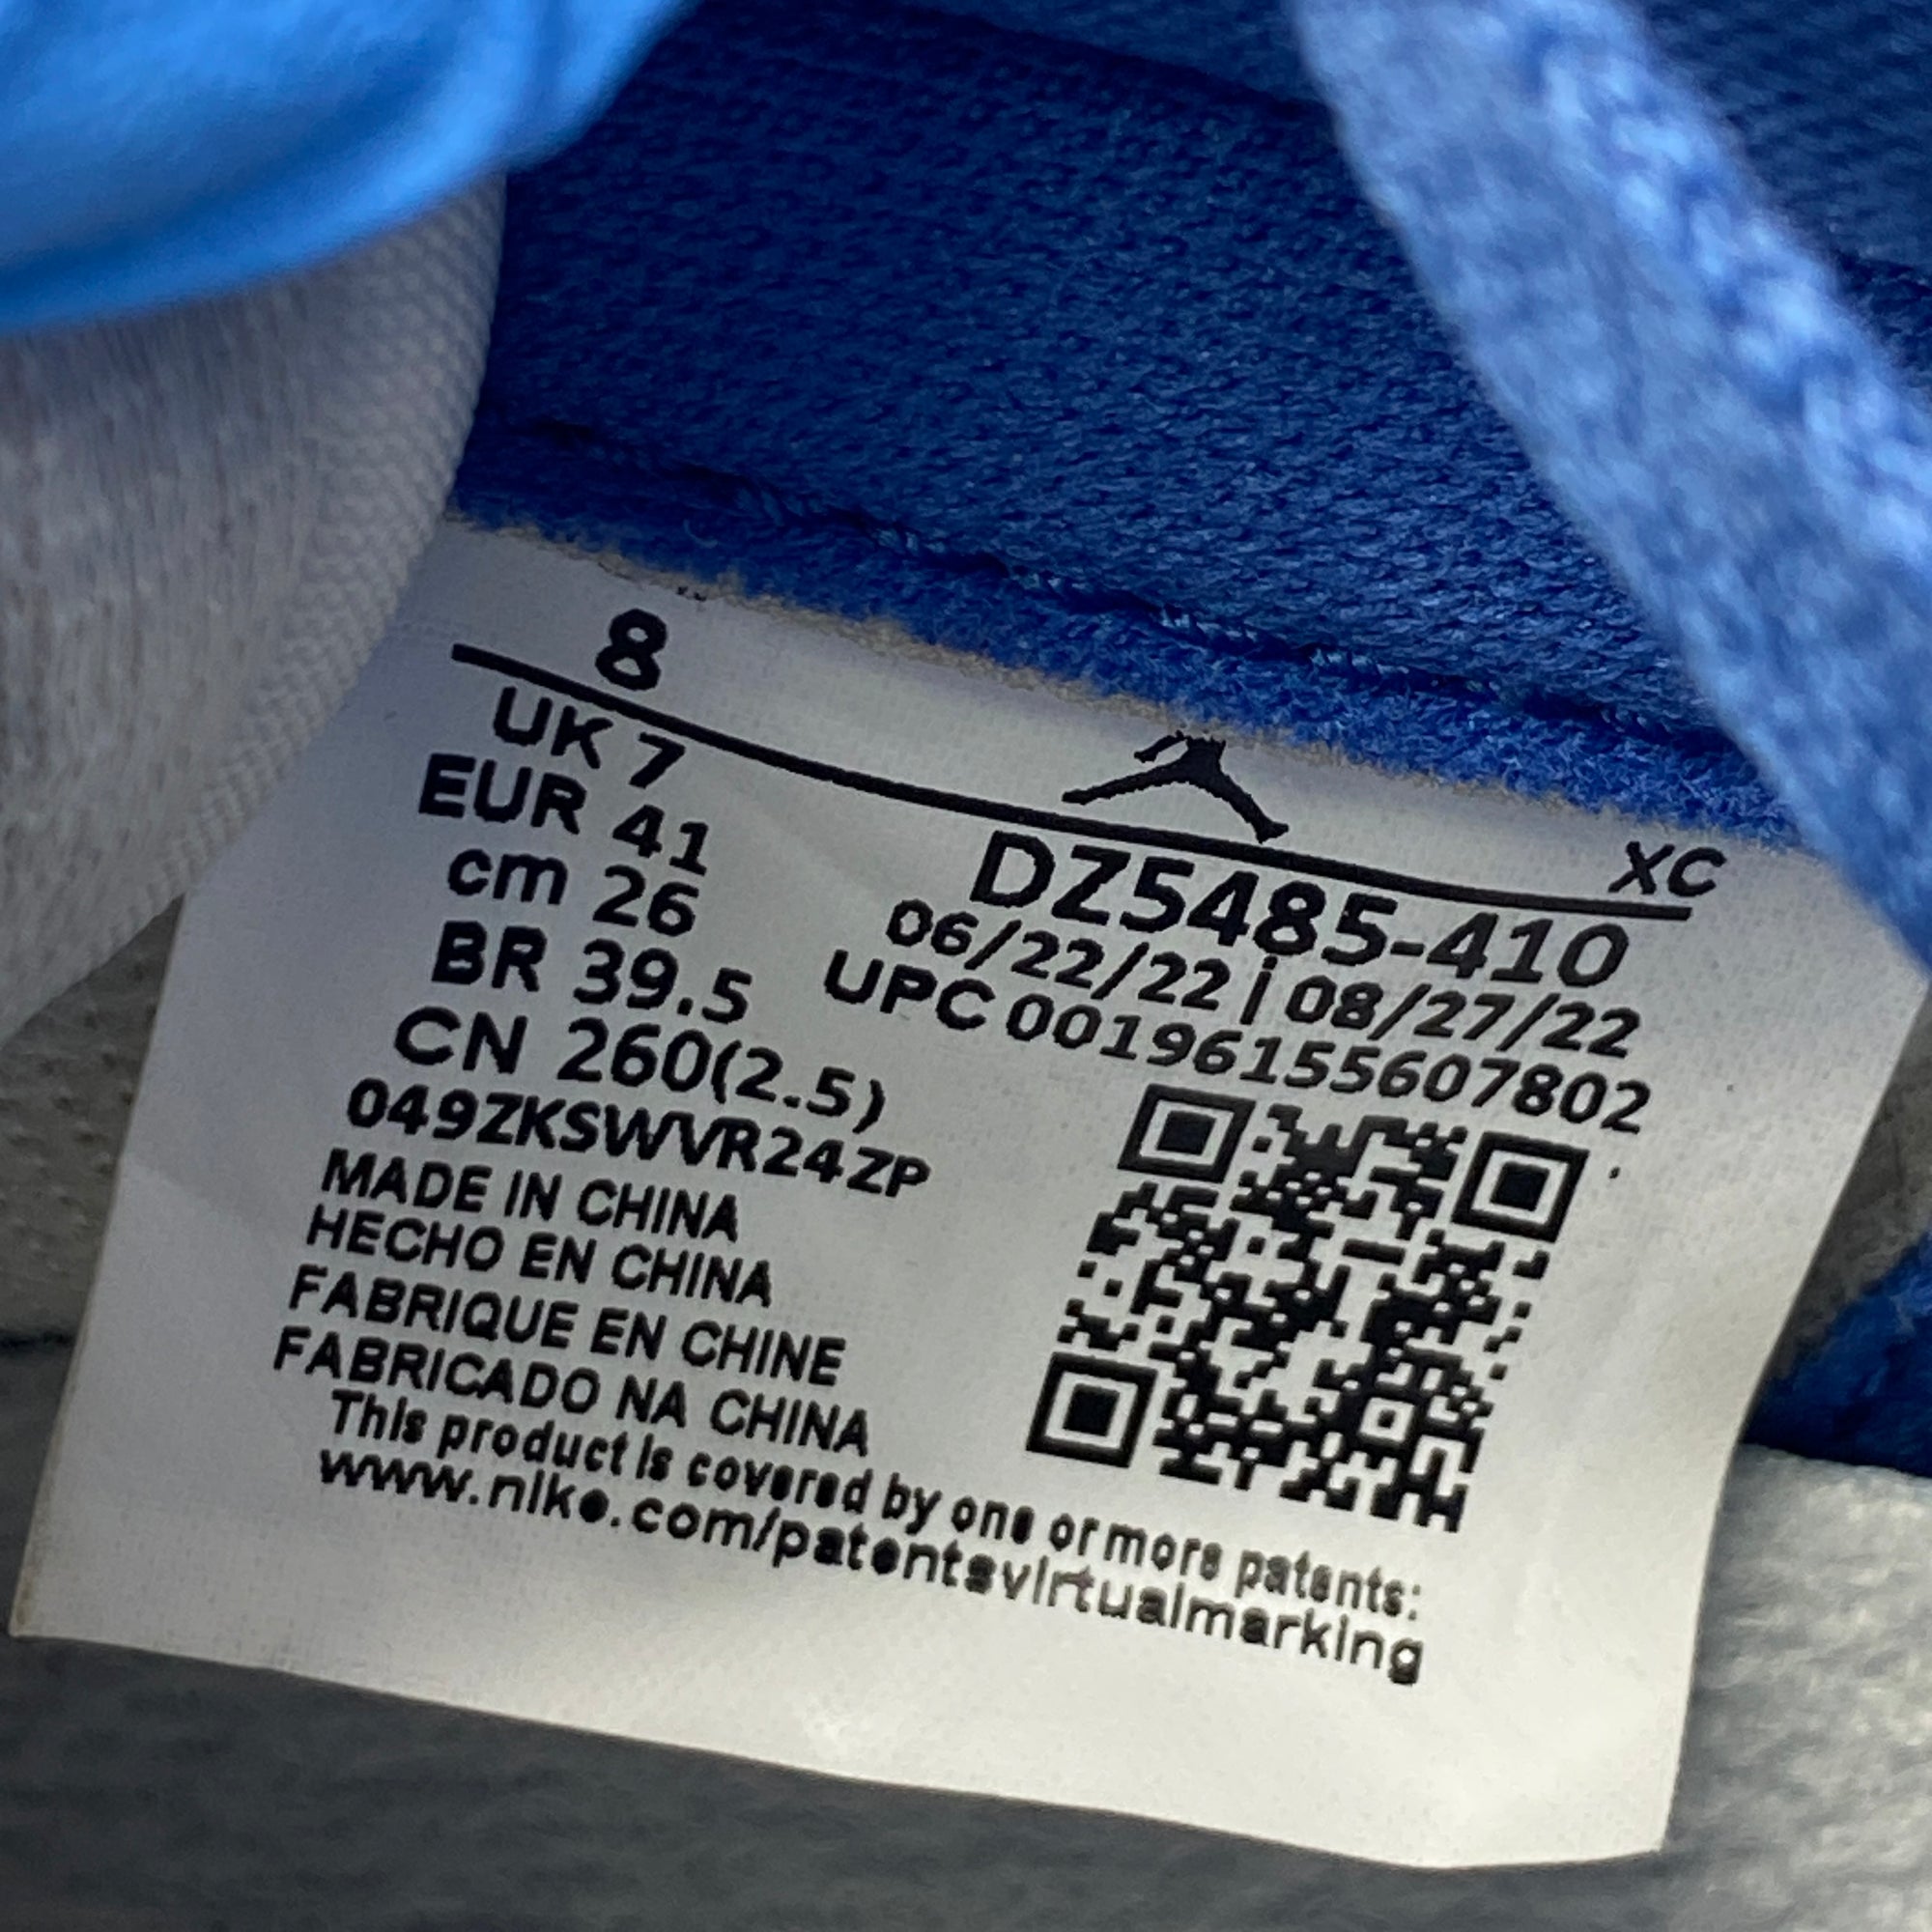 8
XC
UK 7
EUR 41
cm 26
BR 39.5
CN 260(2.5)
049ZKSWVR24ZP
DZ5485-410
06/22/22 | 08/27/22
UPC 00196155607802
MADE IN CHINA
HECHO EN CHINA
FABRIQUE EN CHINE
FABRICADO NA CHINA
This product is covered by one or more patents:
www.nike.com/patentsvirtualmarking